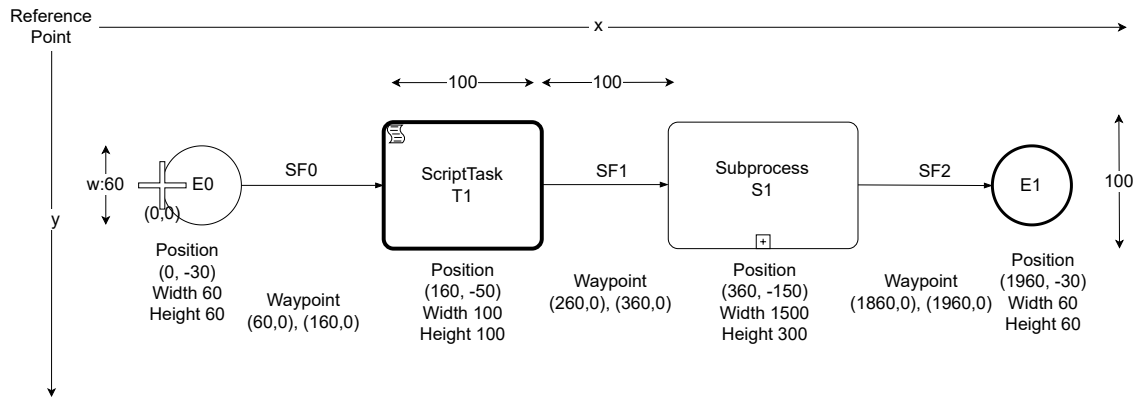 Reference
Point
x
100
100
ScriptTask
T1
Subprocess
S1
w:60
E0
SF0
SF1
SF2
E1
100
(0,0)
y
Position
(0, -30)
Width 60
Height 60
Waypoint
(60,0), (160,0)
Position
(160, -50)
Width 100
Height 100
Waypoint
(260,0), (360,0)
Position
(360, -150)
Width 1500
Height 300
Waypoint
(1860,0), (1960,0)
Position
(1960, -30)
Width 60
Height 60